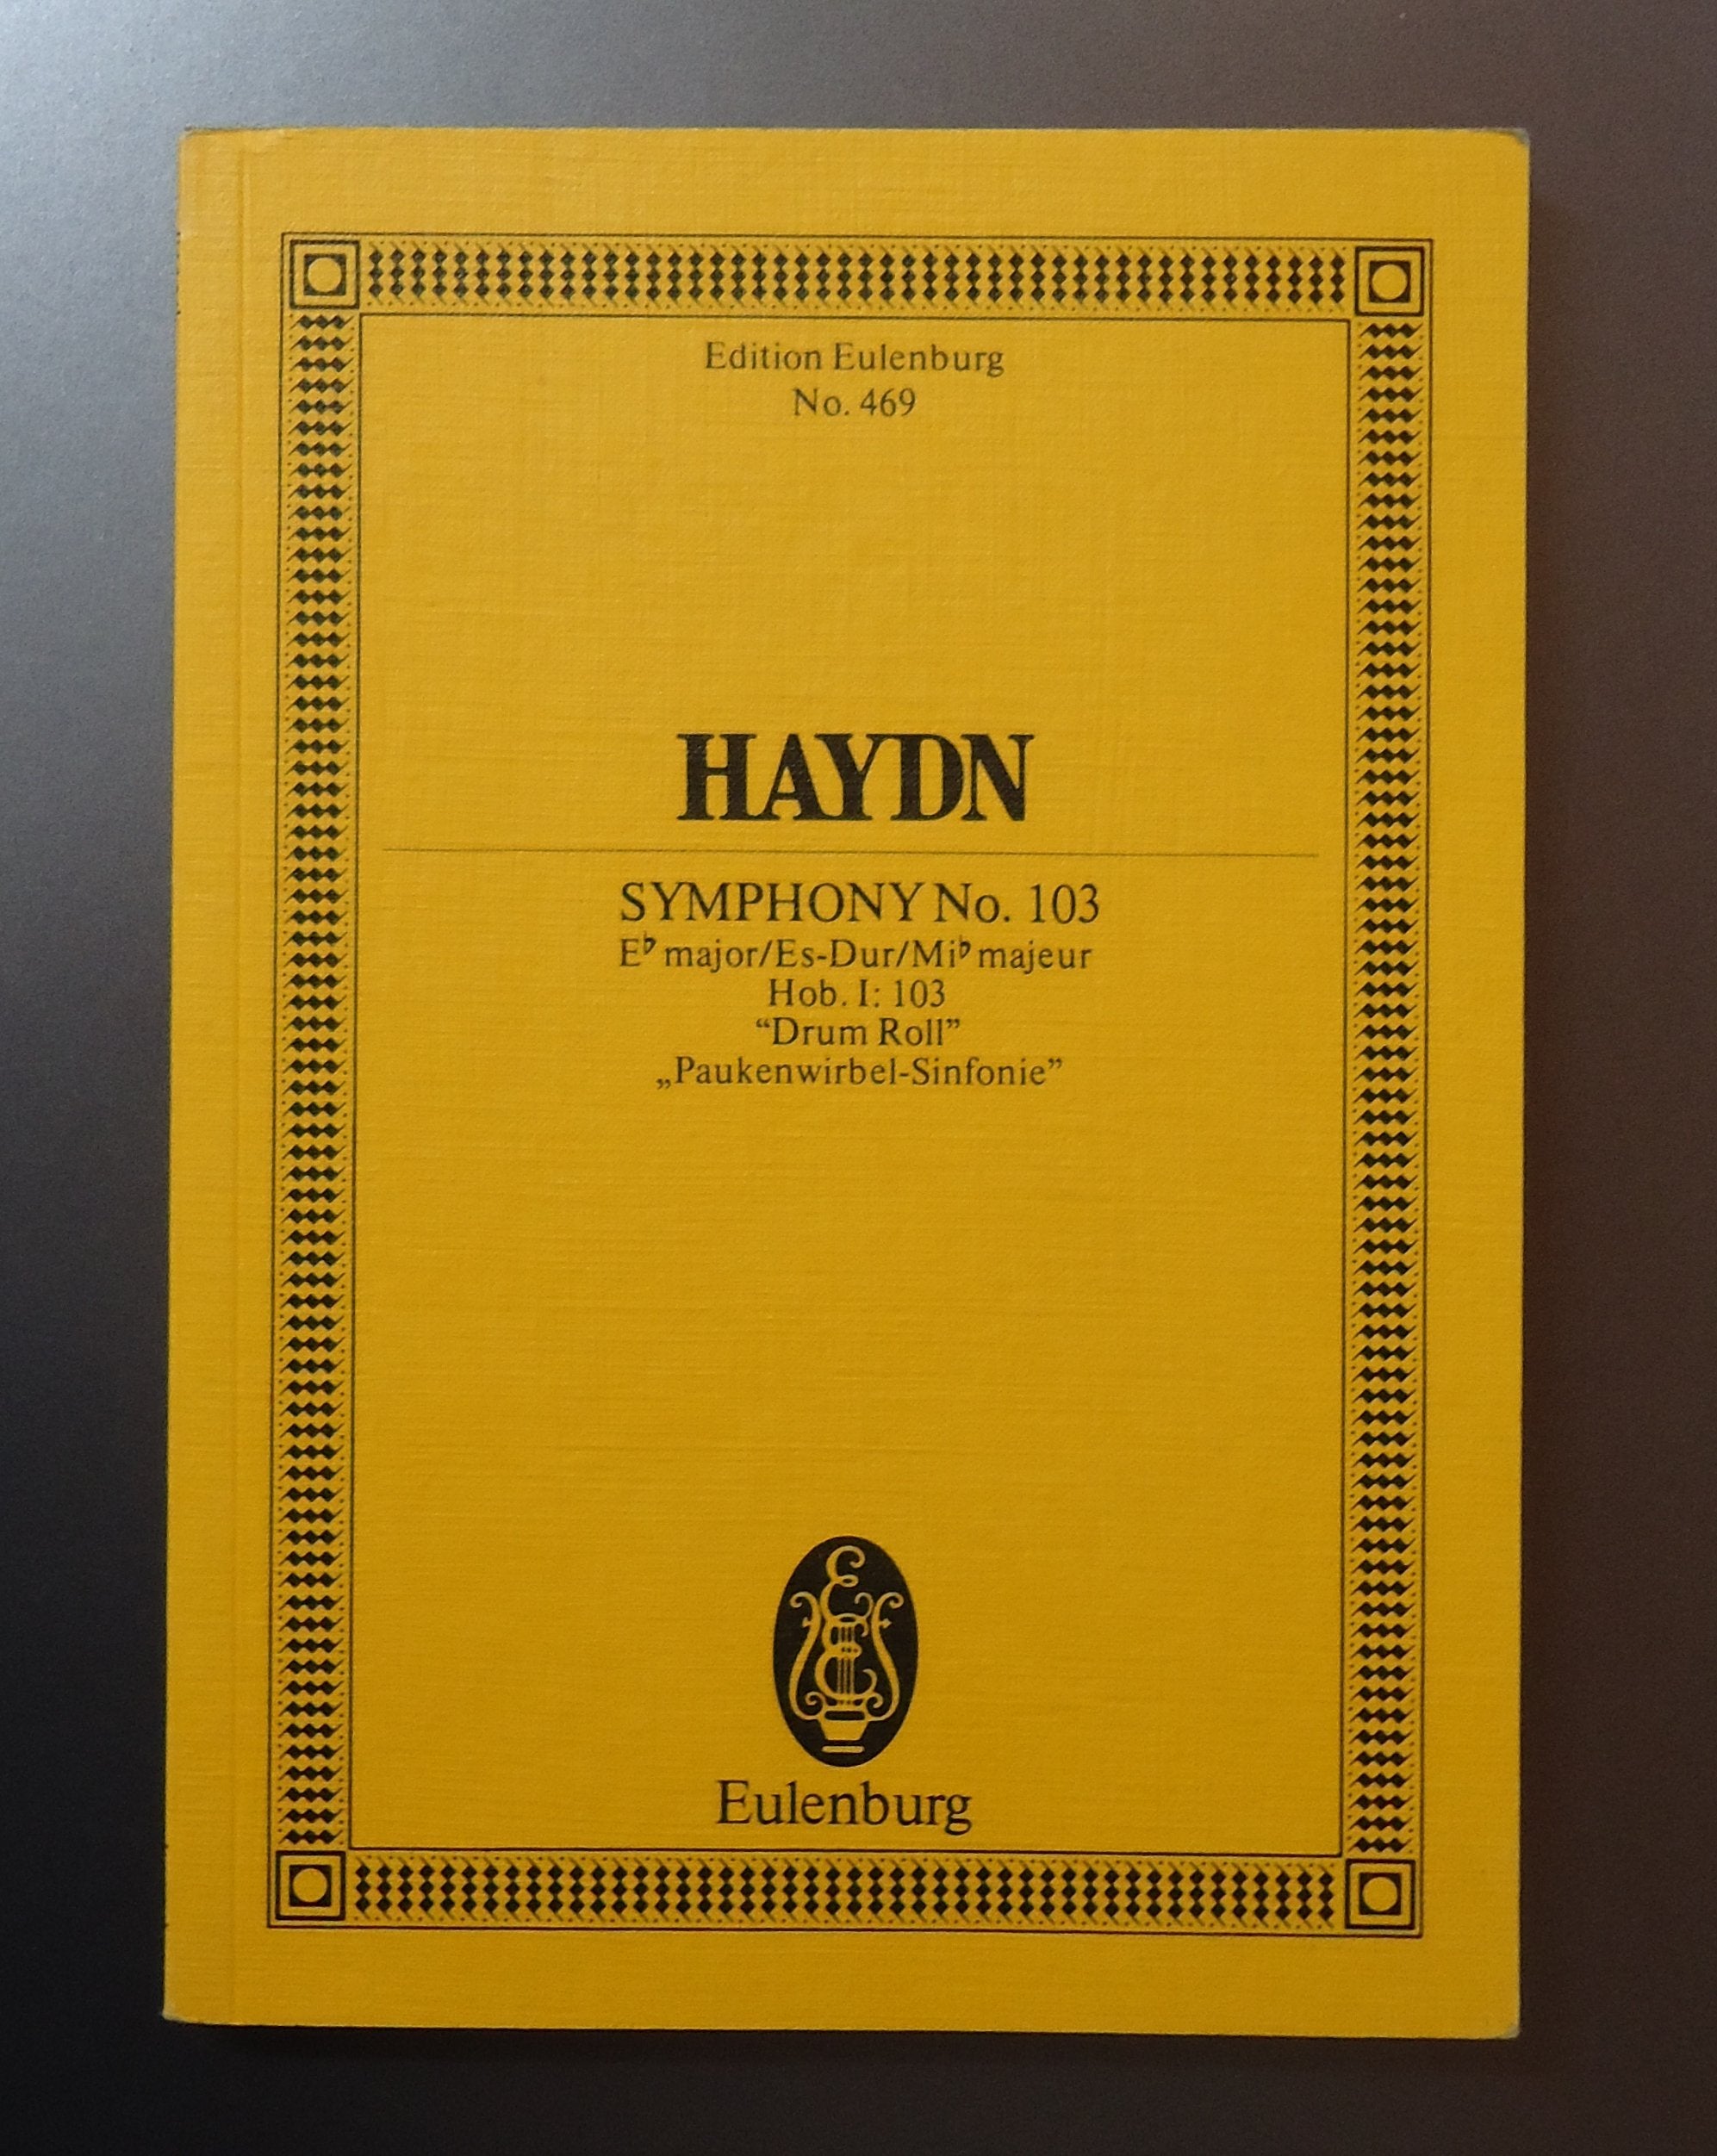 Edition Eulenburg
No. 469
HAYDN
SYMPHONY No. 103
E♭ major/Es-Dur/Mi♭ majeur
Hob. I: 103
“Drum Roll”
„Paukenwirbel-Sinfonie”
Eulenburg